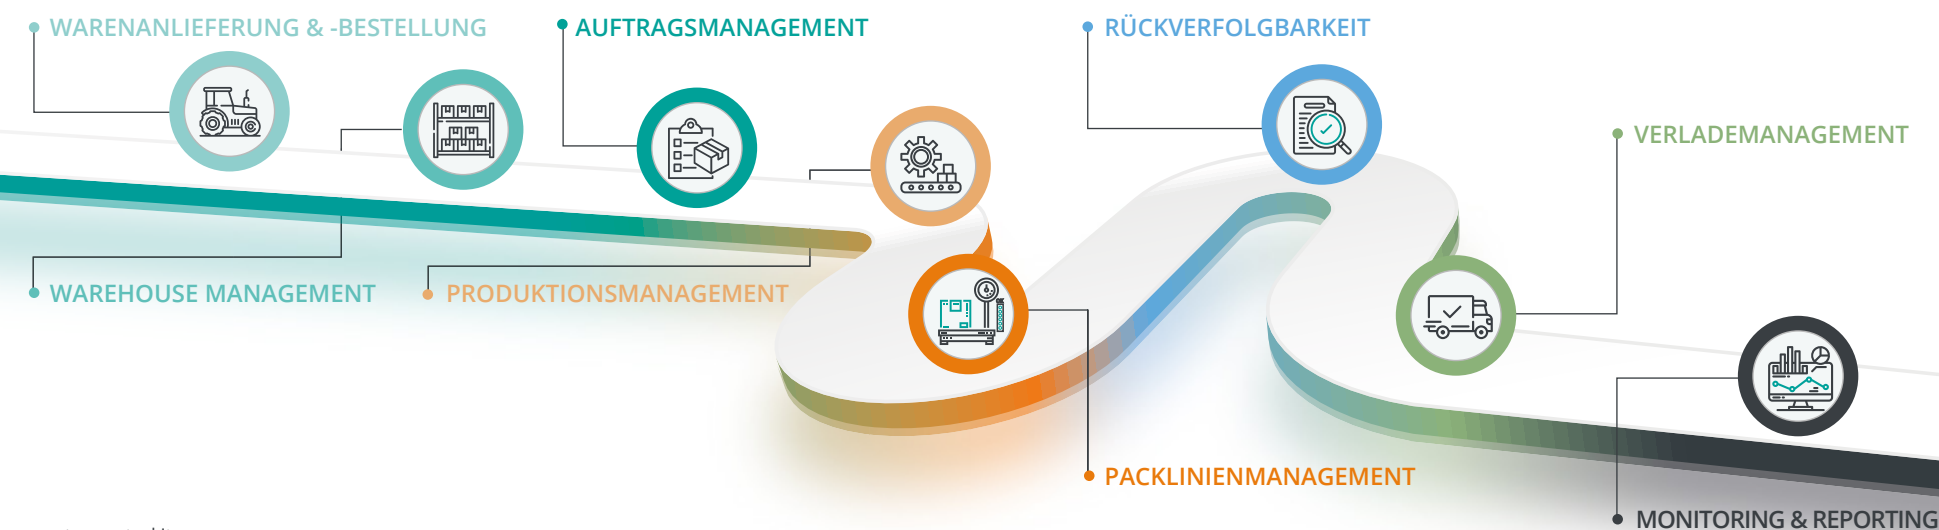 WARENANLIEFERUNG & -BESTELLUNG
AUFTRAGSMANAGEMENT
RÜCKVERFOLGBARKEIT
VERLADEMANAGEMENT
WAREHOUSE MANAGEMENT
PRODUKTIONSMANAGEMENT
PACKLINIENMANAGEMENT
MONITORING & REPORTING